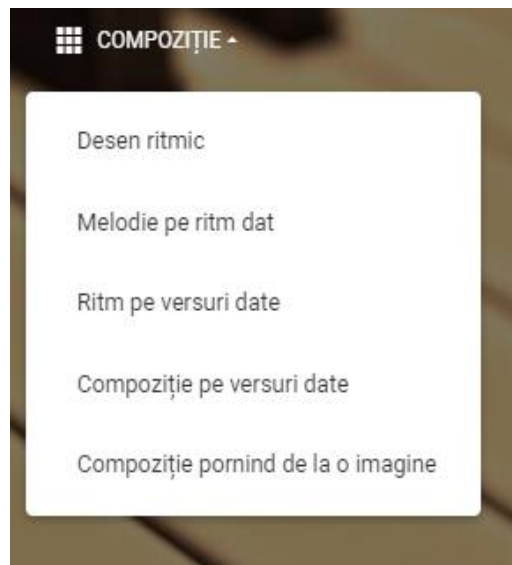 COMPOZIȚIE
Desen ritmic
Melodie pe ritm dat
Ritm pe versuri date
Compoziție pe versuri date
Compoziție pornind de la o imagine